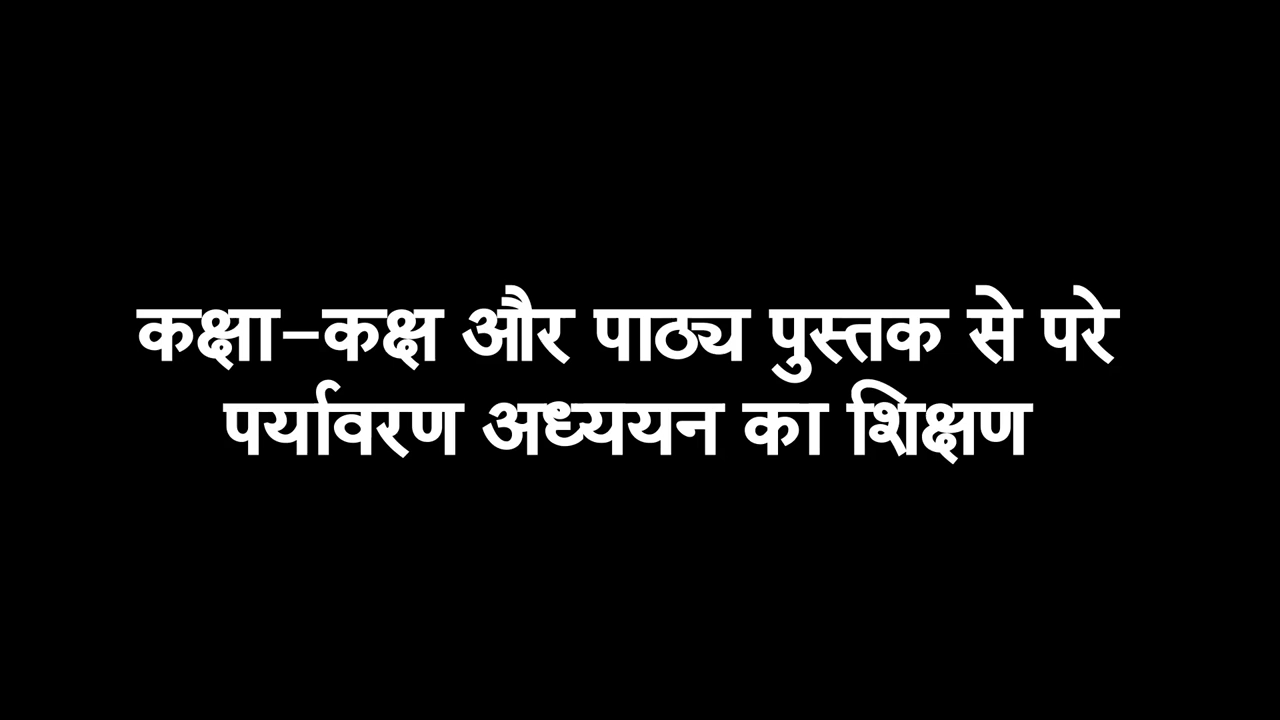 कक्षा-कक्ष और पाठ्य पुस्तक से परे
पर्यावरण अध्ययन का शिक्षण